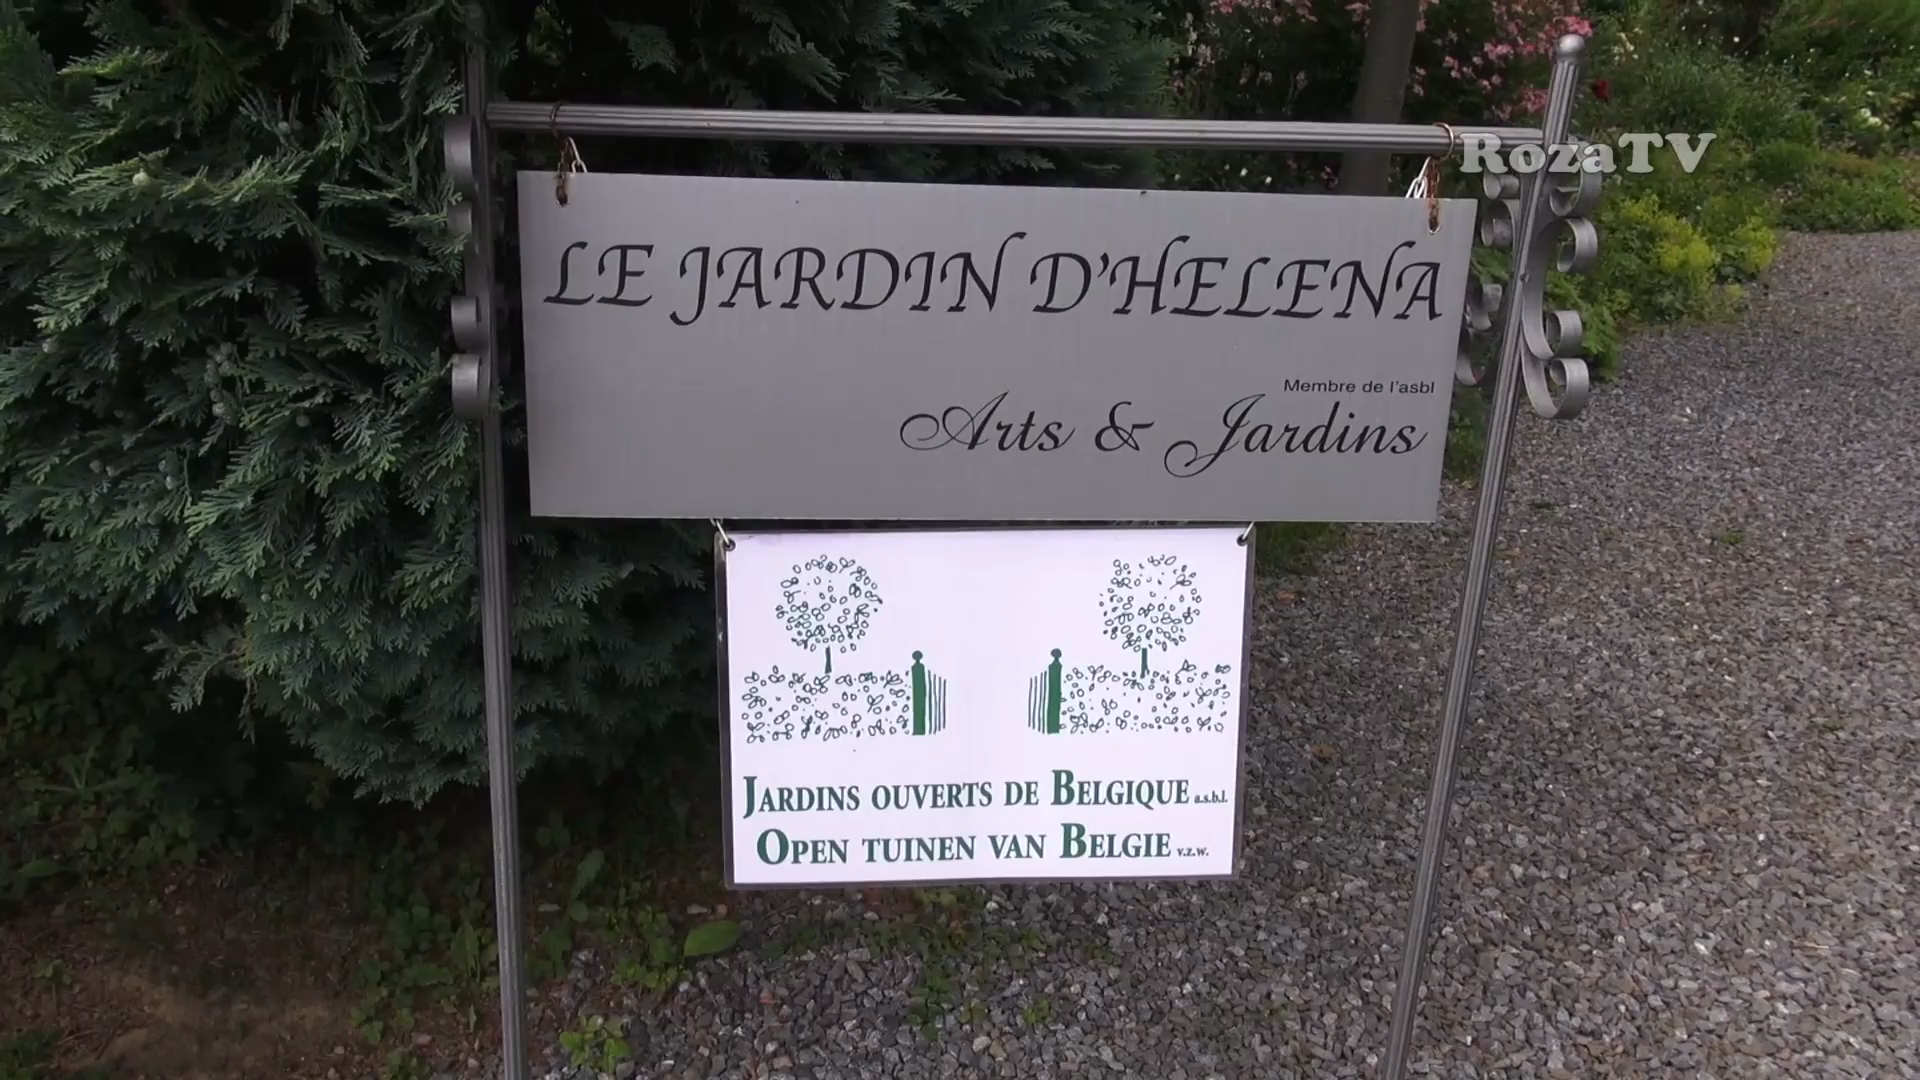 RozaTV
LE JARDIN D'HELENA
Membre de l'asbl
Arts & Jardins
JARDINS OUVERTS DE BELGIQUE a.s.b.l.
OPEN TUINEN VAN BELGIE v.z.w.